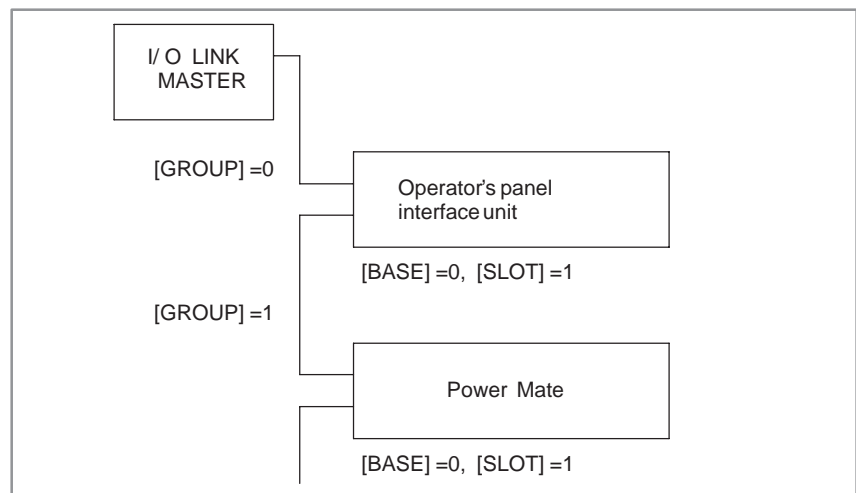 I/O LINK
MASTER
[GROUP] =0
Operator's panel
interface unit
[BASE] =0, [SLOT] =1
[GROUP] =1
Power Mate
[BASE] =0, [SLOT] =1